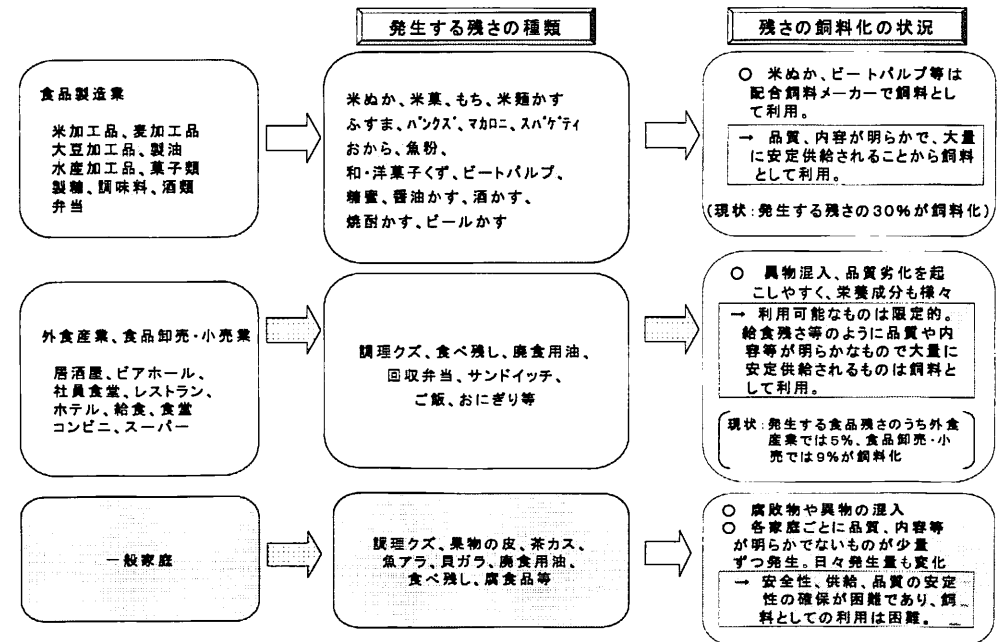 発生する残さの種類
残さの飼料化の状況
食品製造業
米加工品、麦加工品
大豆加工品、製油
水産加工品、菓子類
製糖、調味料、酒類
弁当
米ぬか、米菓、もち、米麺かす
ふすま、パンクズ、マカロニ、スパゲティ
おから、魚粉、
和・洋菓子くず、ビートパルプ、
糖蜜、醤油かす、酒かす、
焼酎かす、ビールかす
○ 米ぬか、ビートパルプ等は
配合飼料メーカーで飼料とし
て利用。
→ 品質、内容が明らかで、大量
に安定供給されることから飼料
として利用。
(現状:発生する残さの30%が飼料化)
外食産業、食品卸売・小売業
居酒屋、ビアホール、
社員食堂、レストラン、
ホテル、給食、食堂
コンビニ、スーパー
調理クズ、食べ残し、廃食用油、
回収弁当、サンドイッチ、
ご飯、おにぎり等
○ 異物混入、品質劣化を起
こしやすく、栄養成分も様々
→ 利用可能なものは限定的。
給食残さ等のように品質や内
容等が明らかなもので大量に
安定供給されるものは飼料と
して利用。
現状:発生する食品残さのうち外食
産業では5%、食品卸売・小
売では9%が飼料化
一般家庭
調理クズ、果物の皮、茶カス、
魚アラ、貝ガラ、廃食用油、
食べ残し、腐食品等
○ 腐敗物や異物の混入
○ 各家庭ごとに品質、内容等
が明らかでないものが少量
ずつ発生。日々発生量も変化
→ 安全性、供給、品質の安定
性の確保が困難であり、飼
料としての利用は困難。